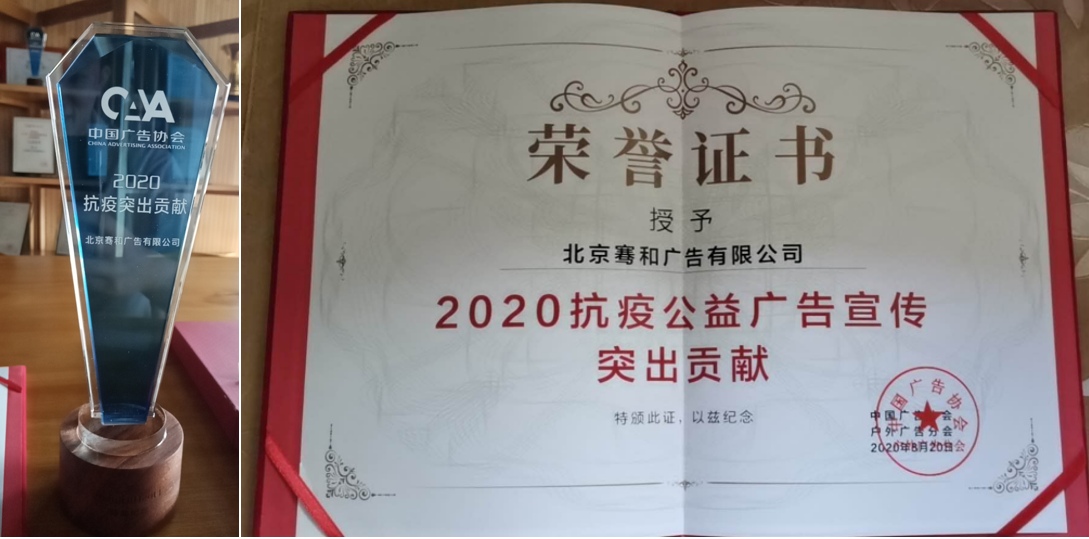 CAA
中国广告协会
CHINA ADVERTISING ASSOCIATION
2020
抗疫突出贡献
北京骞和广告有限公司
荣誉证书
授予
北京骞和广告有限公司
2020抗疫公益广告宣传
突出贡献
特颁此证，以兹纪念
中国广告协会
户外广告分会
2020年8月20日